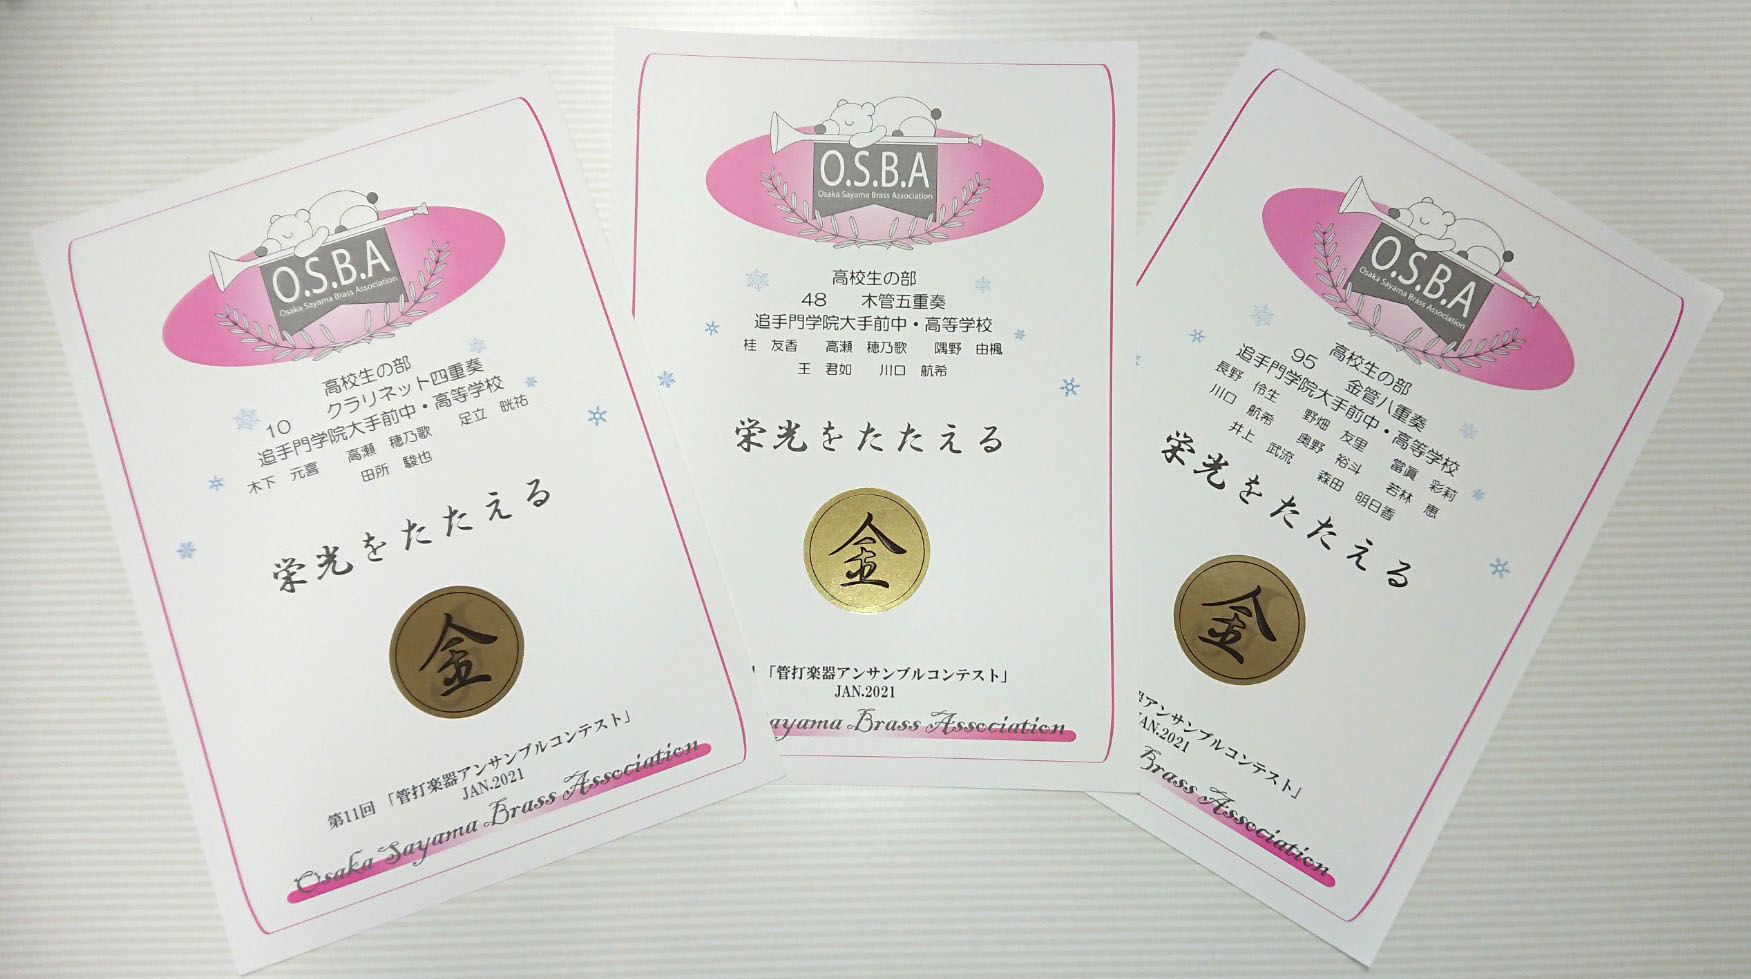 O.S.B.A
Osaka Sayama Brass Association
高校生の部
10 クラリネット四重奏
追手門学院大手前中・高等学校
木下 元喜 高瀬 穂乃歌 足立 晄祐
田所 駿也
栄光をたたえる
金
第11回 「管打楽器アンサンブルコンテスト」
JAN.2021
Osaka Sayama Brass Association
O.S.B.A
Osaka Sayama Brass Association
高校生の部
48 木管五重奏
追手門学院大手前中・高等学校
桂 友香 高瀬 穂乃歌 隅野 由楓
王 君如 川口 航希
栄光をたたえる
金
「管打楽器アンサンブルコンテスト」
JAN.2021
ayama Brass Association
O.S.B.A
Osaka Sayama Brass Association
高校生の部
95 金管八重奏
追手門学院大手前中・高等学校
長野 伶生 野畑 友里 當眞 彩莉
川口 航希 奥野 裕斗 若林 恵
井上 武流 森田 明日香
栄光をたたえる
金
器アンサンブルコンテスト」
JAN.2021
Brass Association